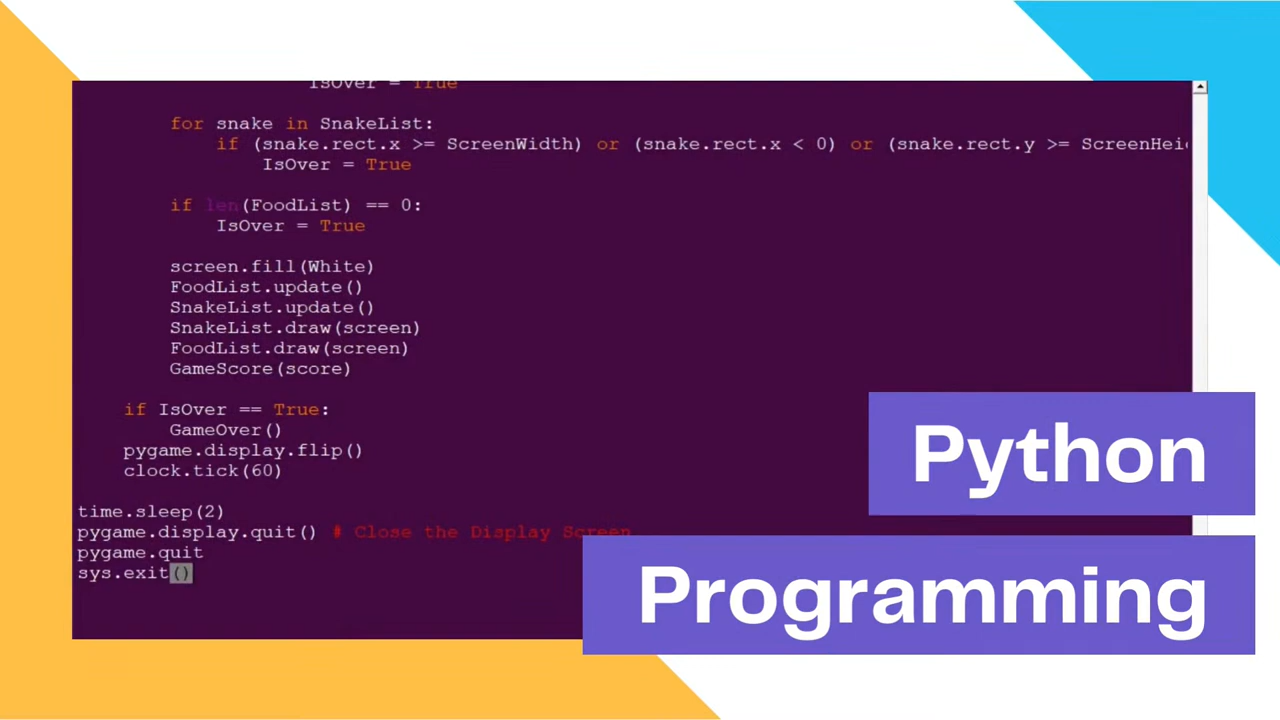 IsOver = True
for snake in SnakeList:
if (snake.rect.x >= ScreenWidth) or (snake.rect.x < 0) or (snake.rect.y >= ScreenHei
IsOver = True
if len(FoodList) == 0:
IsOver = True
screen.fill(White)
FoodList.update()
SnakeList.update()
SnakeList.draw(screen)
FoodList.draw(screen)
GameScore(score)
if IsOver == True:
GameOver()
pygame.display.flip()
clock.tick(60)
time.sleep(2)
pygame.display.quit() # Close the Display Screen
pygame.quit
sys.exit()
Python
Programming